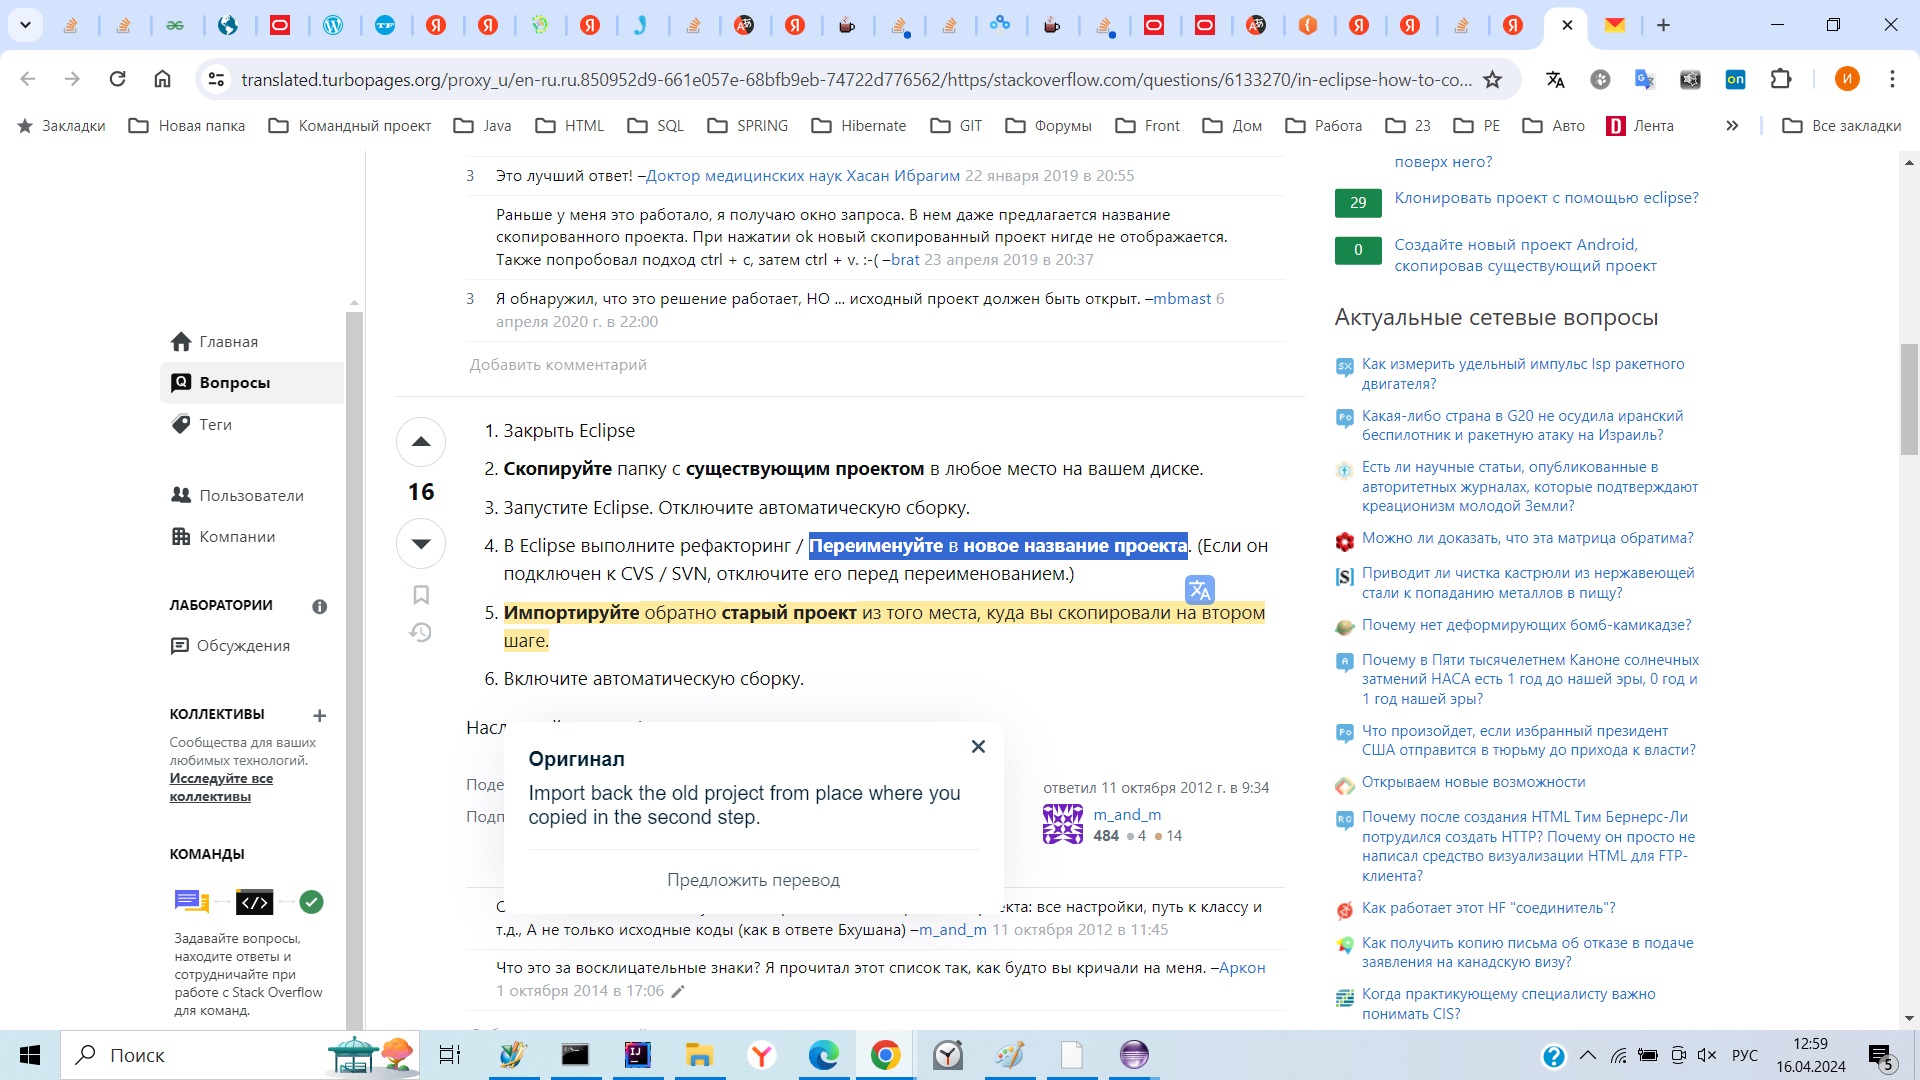 translated.turbopages.org/proxy_u/en-ru.ru.850952d9-661e057e-68bfb9eb-74722d776562/https/stackoverflow.com/questions/6133270/in-eclipse-how-to-co...
Закладки
Новая папка
Командный проект
Java
HTML
SQL
SPRING
Hibernate
GIT
Форумы
Front
Дом
Работа
23
PE
Авто
Лента
Все закладки
Главная
Вопросы
Теги
Пользователи
Компании
ЛАБОРАТОРИИ
Обсуждения
КОЛЛЕКТИВЫ
Сообщества для ваших
любимых технологий.
Исследуйте все
коллективы
КОМАНДЫ
Задавайте вопросы,
находите ответы и
сотрудничайте при
работе с Stack Overflow
для команд.
3 Это лучший ответ! –Доктор медицинских наук Хасан Ибрагим 22 января 2019 в 20:55
Раньше у меня это работало, я получаю окно запроса. В нем даже предлагается название
скопированного проекта. При нажатии ok новый скопированный проект нигде не отображается.
Также попробовал подход ctrl + c, затем ctrl + v. :-( –brat 23 апреля 2019 в 20:37
3 Я обнаружил, что это решение работает, НО ... исходный проект должен быть открыт. –mbmast 6
апреля 2020 г. в 22:00
Добавить комментарий
16
1. Закрыть Eclipse
2. Скопируйте папку с существующим проектом в любое место на вашем диске.
3. Запустите Eclipse. Отключите автоматическую сборку.
4. В Eclipse выполните рефакторинг / Переименуйте в новое название проекта. (Если он
подключен к CVS / SVN, отключите его перед переименованием.)
5. Импортируйте обратно старый проект из того места, куда вы скопировали на втором
шаге.
6. Включите автоматическую сборку.
Оригинал
Import back the old project from place where you
copied in the second step.
Предложить перевод
ответил 11 октября 2012 г. в 9:34
m_and_m
484 4 14
все настройки, путь к классу и
т.д., А не только исходные коды (как в ответе Бхушана) –m_and_m 11 октября 2012 в 11:45
Что это за восклицательные знаки? Я прочитал этот список так, как будто вы кричали на меня. –Аркон
1 октября 2014 в 17:06
поверх него?
29 Клонировать проект с помощью eclipse?
0 Создайте новый проект Android,
скопировав существующий проект
Актуальные сетевые вопросы
Как измерить удельный импульс Isp ракетного
двигателя?
Какая-либо страна в G20 не осудила иранский
беспилотник и ракетную атаку на Израиль?
Есть ли научные статьи, опубликованные в
авторитетных журналах, которые подтверждают
креационизм молодой Земли?
Можно ли доказать, что эта матрица обратима?
Приводит ли чистка кастрюли из нержавеющей
стали к попаданию металлов в пищу?
Почему нет деформирующих бомб-камикадзе?
Почему в Пяти тысячелетнем Каноне солнечных
затмений НАСА есть 1 год до нашей эры, 0 год и
1 год нашей эры?
Что произойдет, если избранный президент
США отправится в тюрьму до прихода к власти?
Открываем новые возможности
Почему после создания HTML Тим Бернерс-Ли
потрудился создать HTTP? Почему он просто не
написал средство визуализации HTML для FTP-
клиента?
Как работает этот HF "соединитель"?
Как получить копию письма об отказе в подаче
заявления на канадскую визу?
Когда практикующему специалисту важно
понимать CIS?
Поиск
РУС
12:59
16.04.2024
5